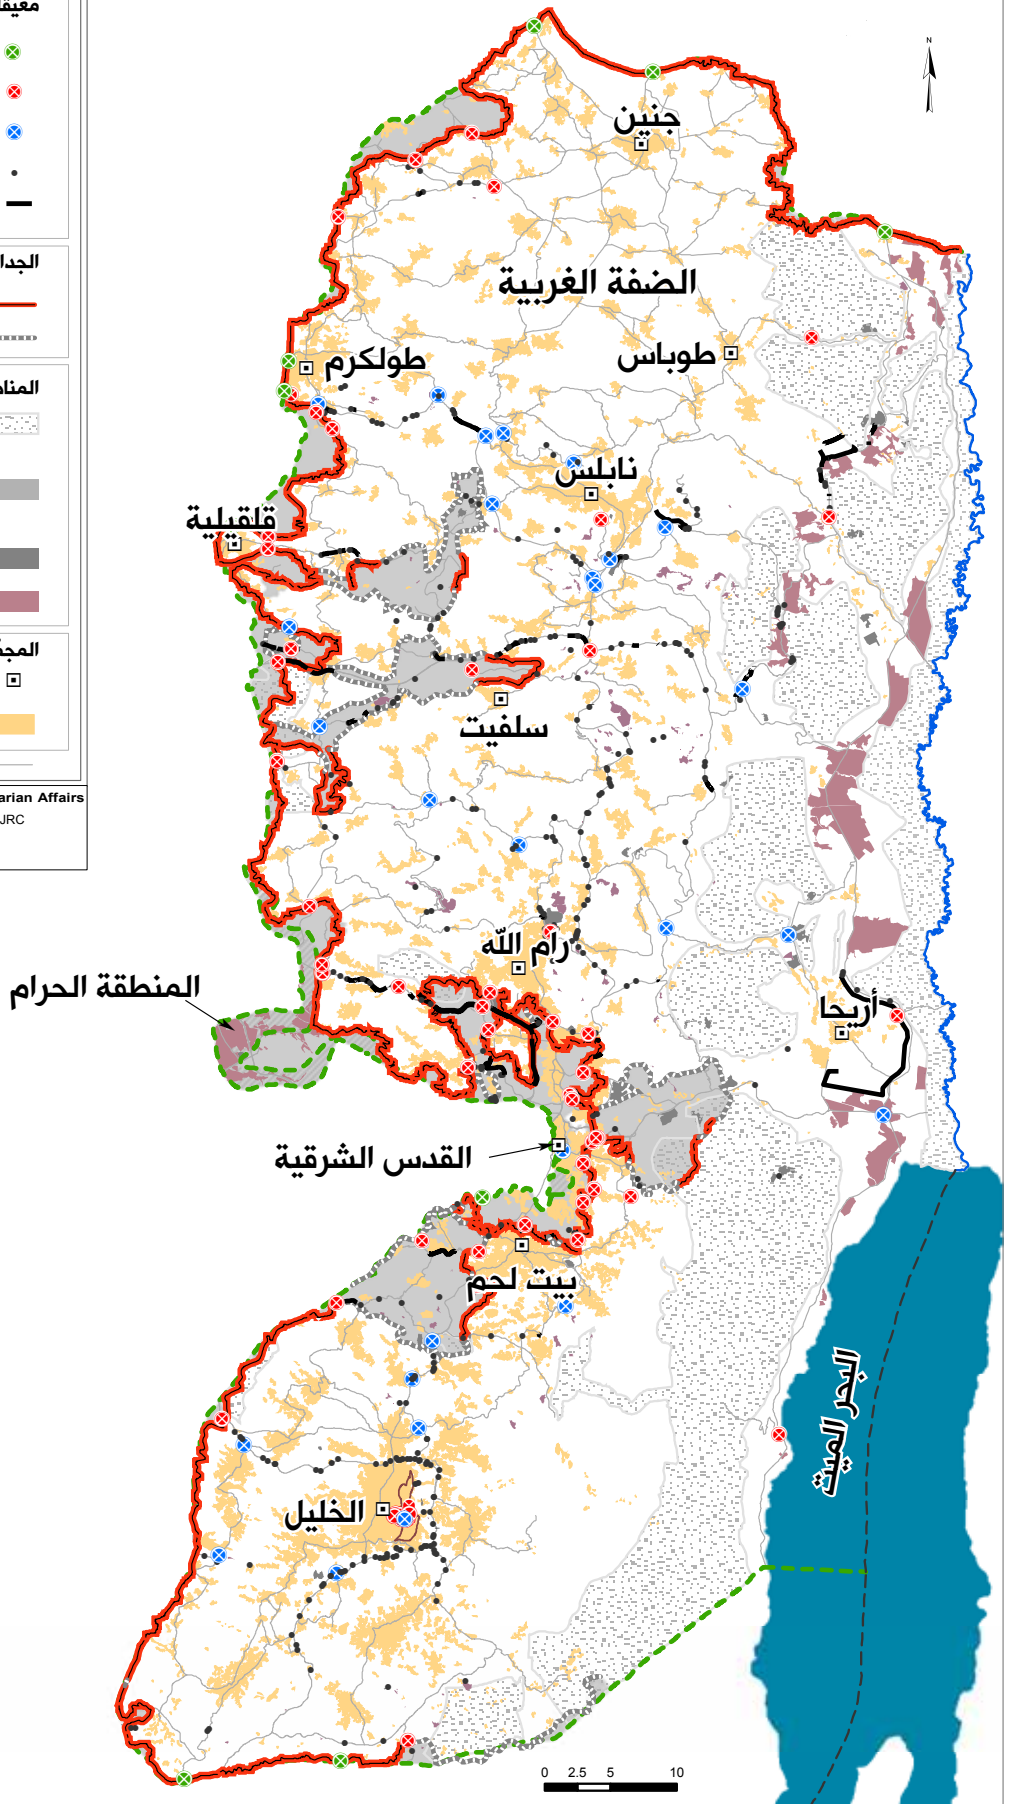 N
جنين
الضفة الغربية
طوباس
طولكرم
نابلس
قلقيلية
سلفيت
رام الله
المنطقة الحرام
أريحا
القدس الشرقية
بيت لحم
البحر الميت
الخليل
0 2.5 5 10
arian Affairs
JRC